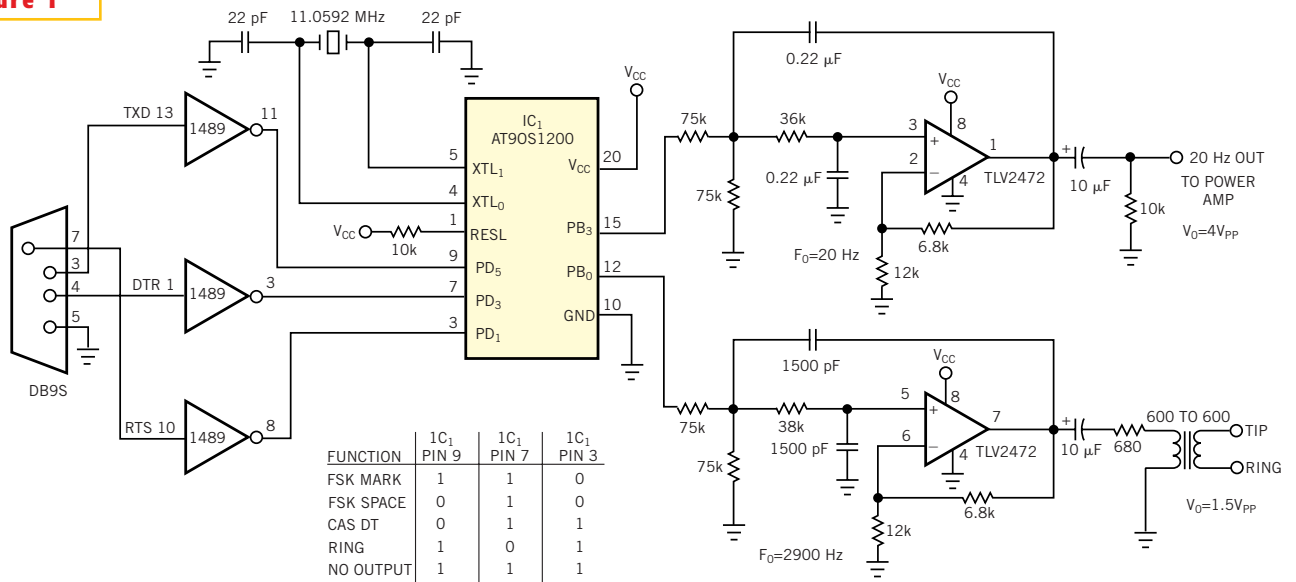 22 pF
11.0592 MHz
22 pF
TXD 13
11
1489
7
3
4
5
DTR 1
3
1489
DB9S
RTS 10
8
1489
IC1
AT90S1200
5
XTL1
4
XTL0
1
RESL
VCC
10k
9
PD5
7
PD3
3
PD1
VCC
20
VCC
PB3
15
PB0
12
GND
10
FUNCTION 1C1 PIN 9 1C1 PIN 7 1C1 PIN 3
FSK MARK 1 1 0
FSK SPACE 0 1 0
CAS DT 0 1 1
RING 1 0 1
NO OUTPUT 1 1 1
0.22 µF
75k
36k
75k
0.22 µF
VCC
3
+
2
−
8
1
4
TLV2472
6.8k
12k
F0=20 Hz
+
10 µF
10k
20 Hz OUT
TO POWER
AMP
V0=4VPP
1500 pF
75k
38k
75k
1500 pF
VCC
5
+
6
−
8
7
4
TLV2472
6.8k
12k
F0=2900 Hz
+
10 µF
680
600 TO 600
TIP
RING
V0=1.5VPP